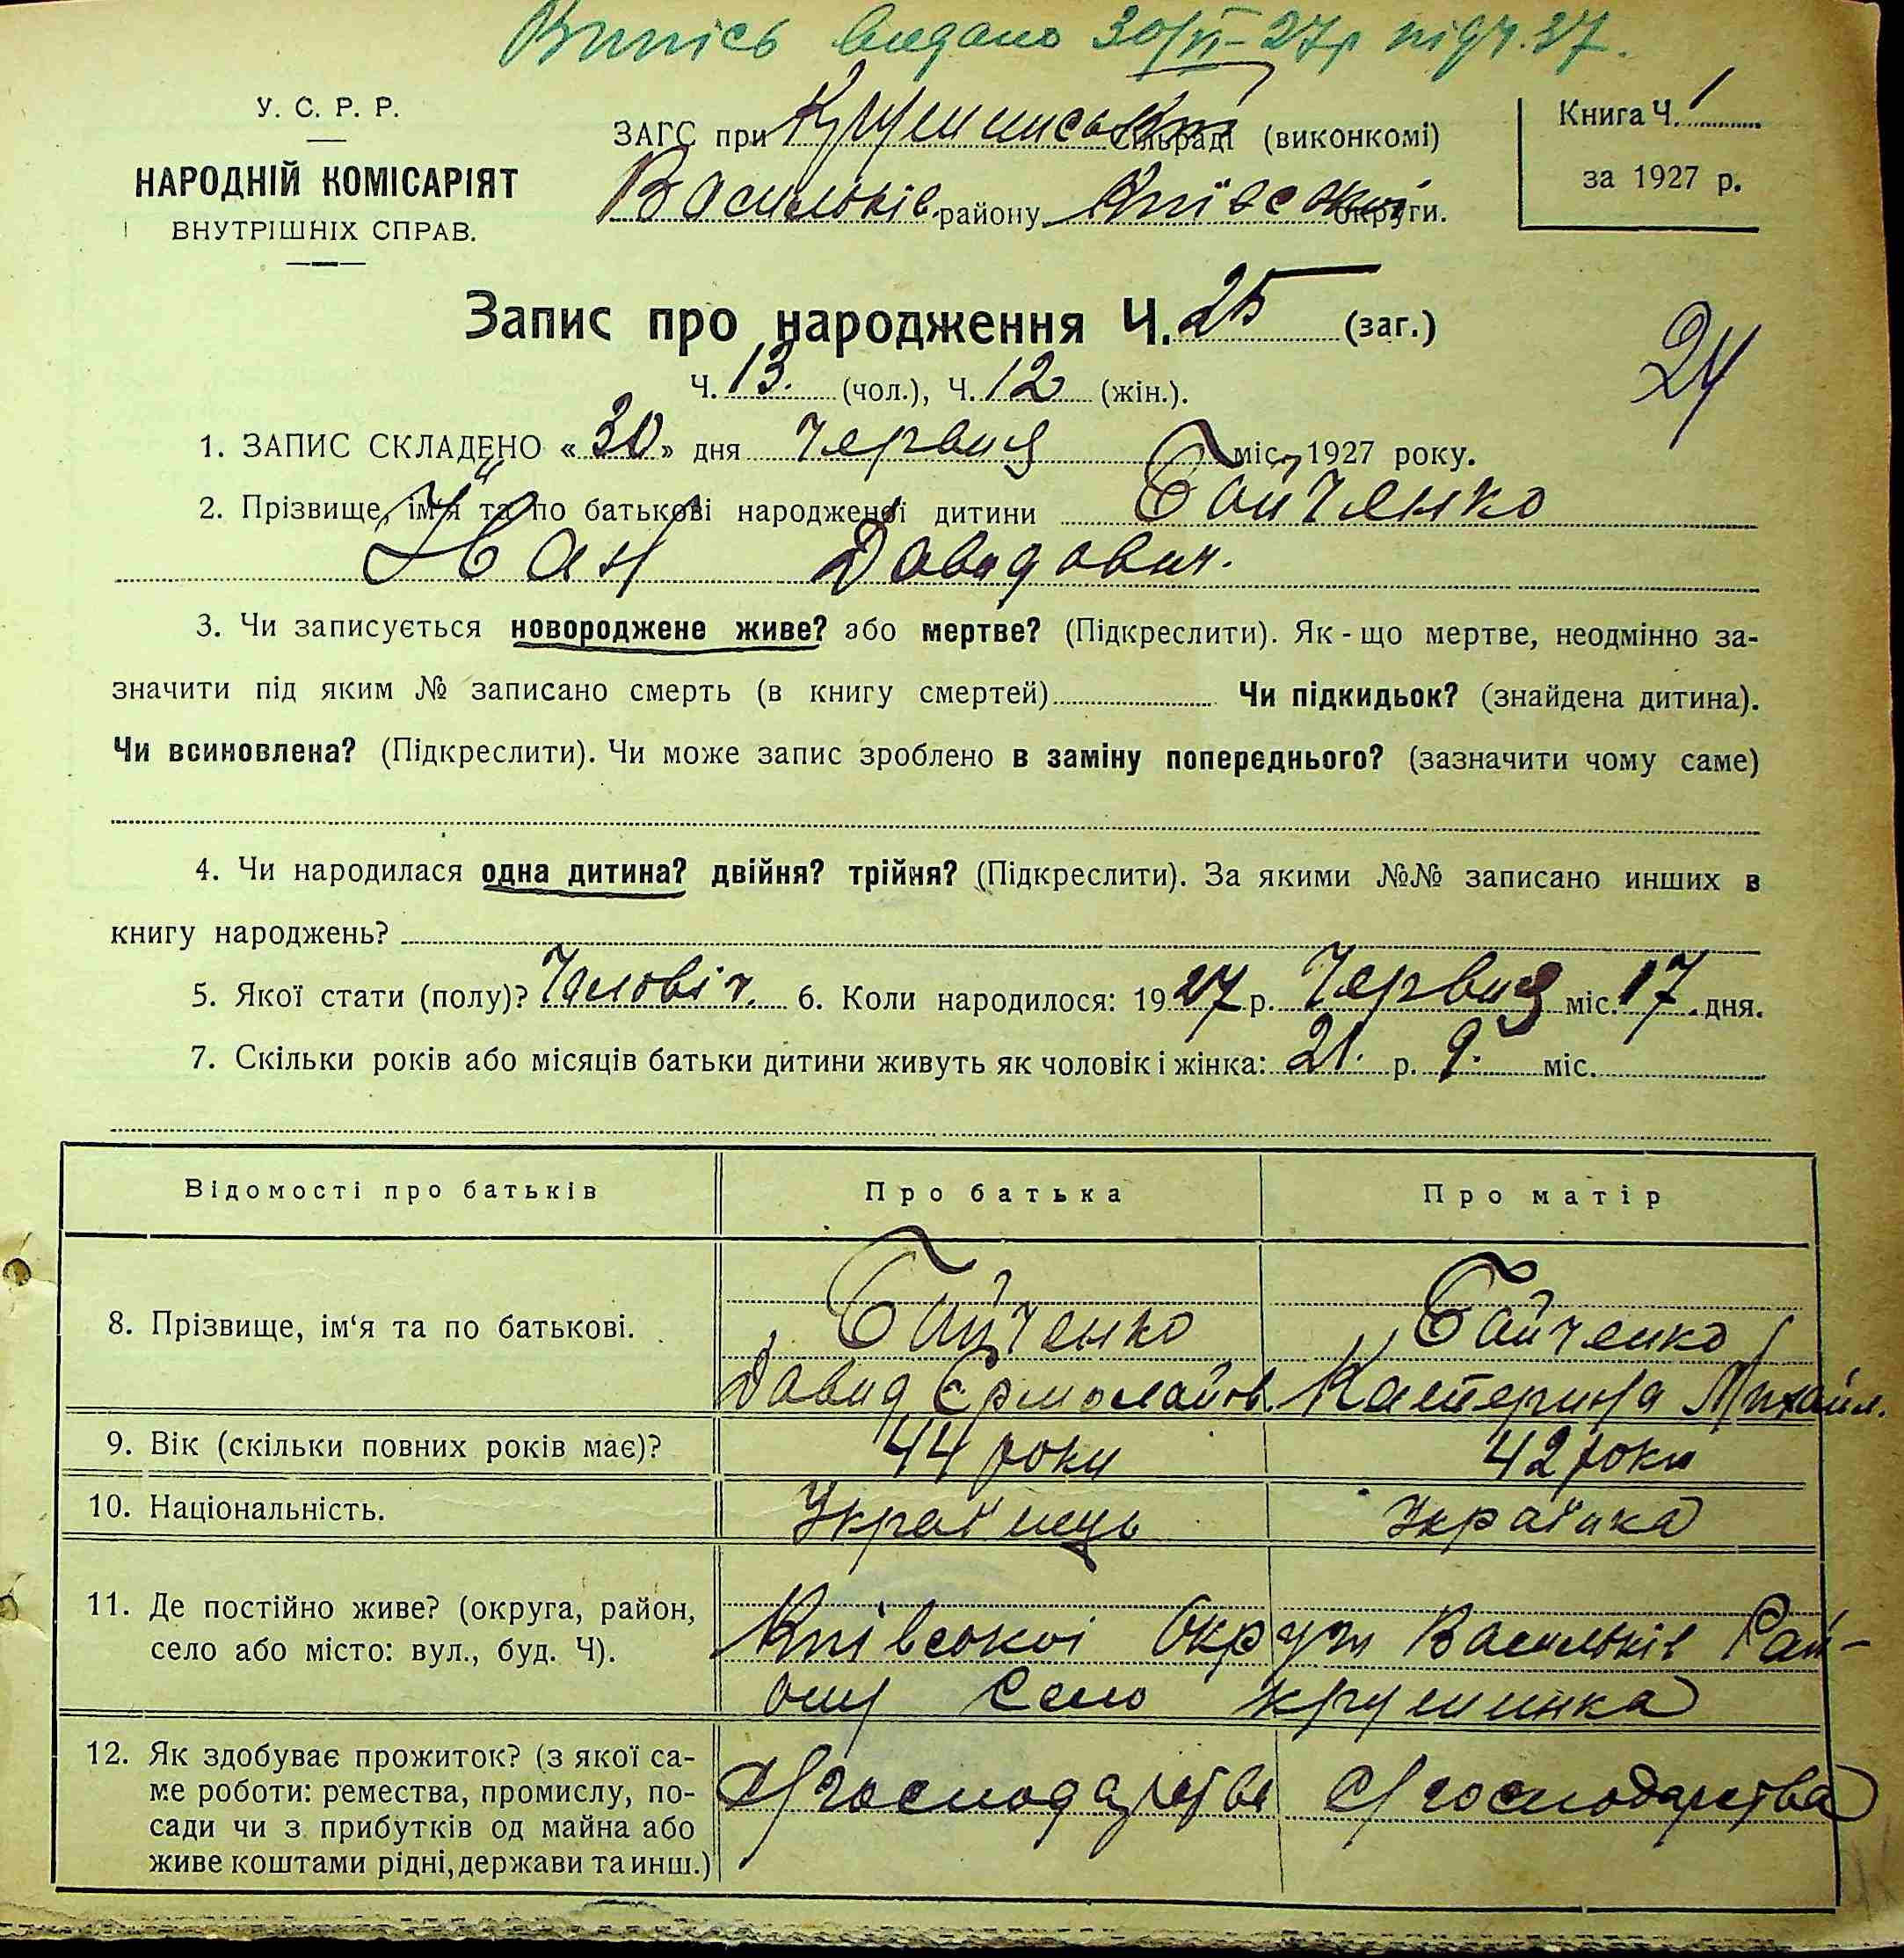 Випись видано 30/VI-27р під ч. 27.
У. С. Р. Р.
НАРОДНІЙ КОМІСАРІЯТ
ВНУТРІШНІХ СПРАВ.
ЗАГС при Крушинській Сільраді (виконкомі)
Васильків. району Київської округи.
Книга Ч. 1
за 1927 р.
Запис про народження Ч. 25 (заг.)
24
Ч. 13. (чол.), Ч. 12 (жін.).
1. ЗАПИС СКЛАДЕНО « 30 » дня Червня міс. 1927 року.
2. Прізвище, ім'я та по батькові народженої дитини Байченко
Іван Давидович.
3. Чи записується новороджене живе? або мертве? (Підкреслити). Як-що мертве, неодмінно за-
значити під яким № записано смерть (в книгу смертей) Чи підкидьок? (знайдена дитина).
Чи всиновлена? (Підкреслити). Чи може запис зроблено в заміну попереднього? (зазначити чому саме)
4. Чи народилася одна дитина? двійня? трійня? (Підкреслити). За якими №№ записано инших в
книгу народжень?
5. Якої стати (полу)? Чоловіч. 6. Коли народилося: 1927 р. Червня міс. 17. дня.
7. Скільки років або місяців батьки дитини живуть як чоловік і жінка: 21. р. 9. міс.
Відомості про батьків Про батька Про матір
8. Прізвище, ім'я та по батькові. Байченко Байченко
Давид Єрмолайов. Катерина Михайл.
9. Вік (скільки повних років має)? 44 роки 42 роки
10. Національність. Українець Українка
11. Де постійно живе? (округа, район,
село або місто: вул., буд. Ч).
Київської Округи Васильків Рай-
ону Село Крушинка
12. Як здобуває прожиток? (з якої са-
ме роботи: ремества, промислу, по-
сади чи з прибутків од майна або
живе коштами рідні, держави та инш.)
С/господарства С/господарства